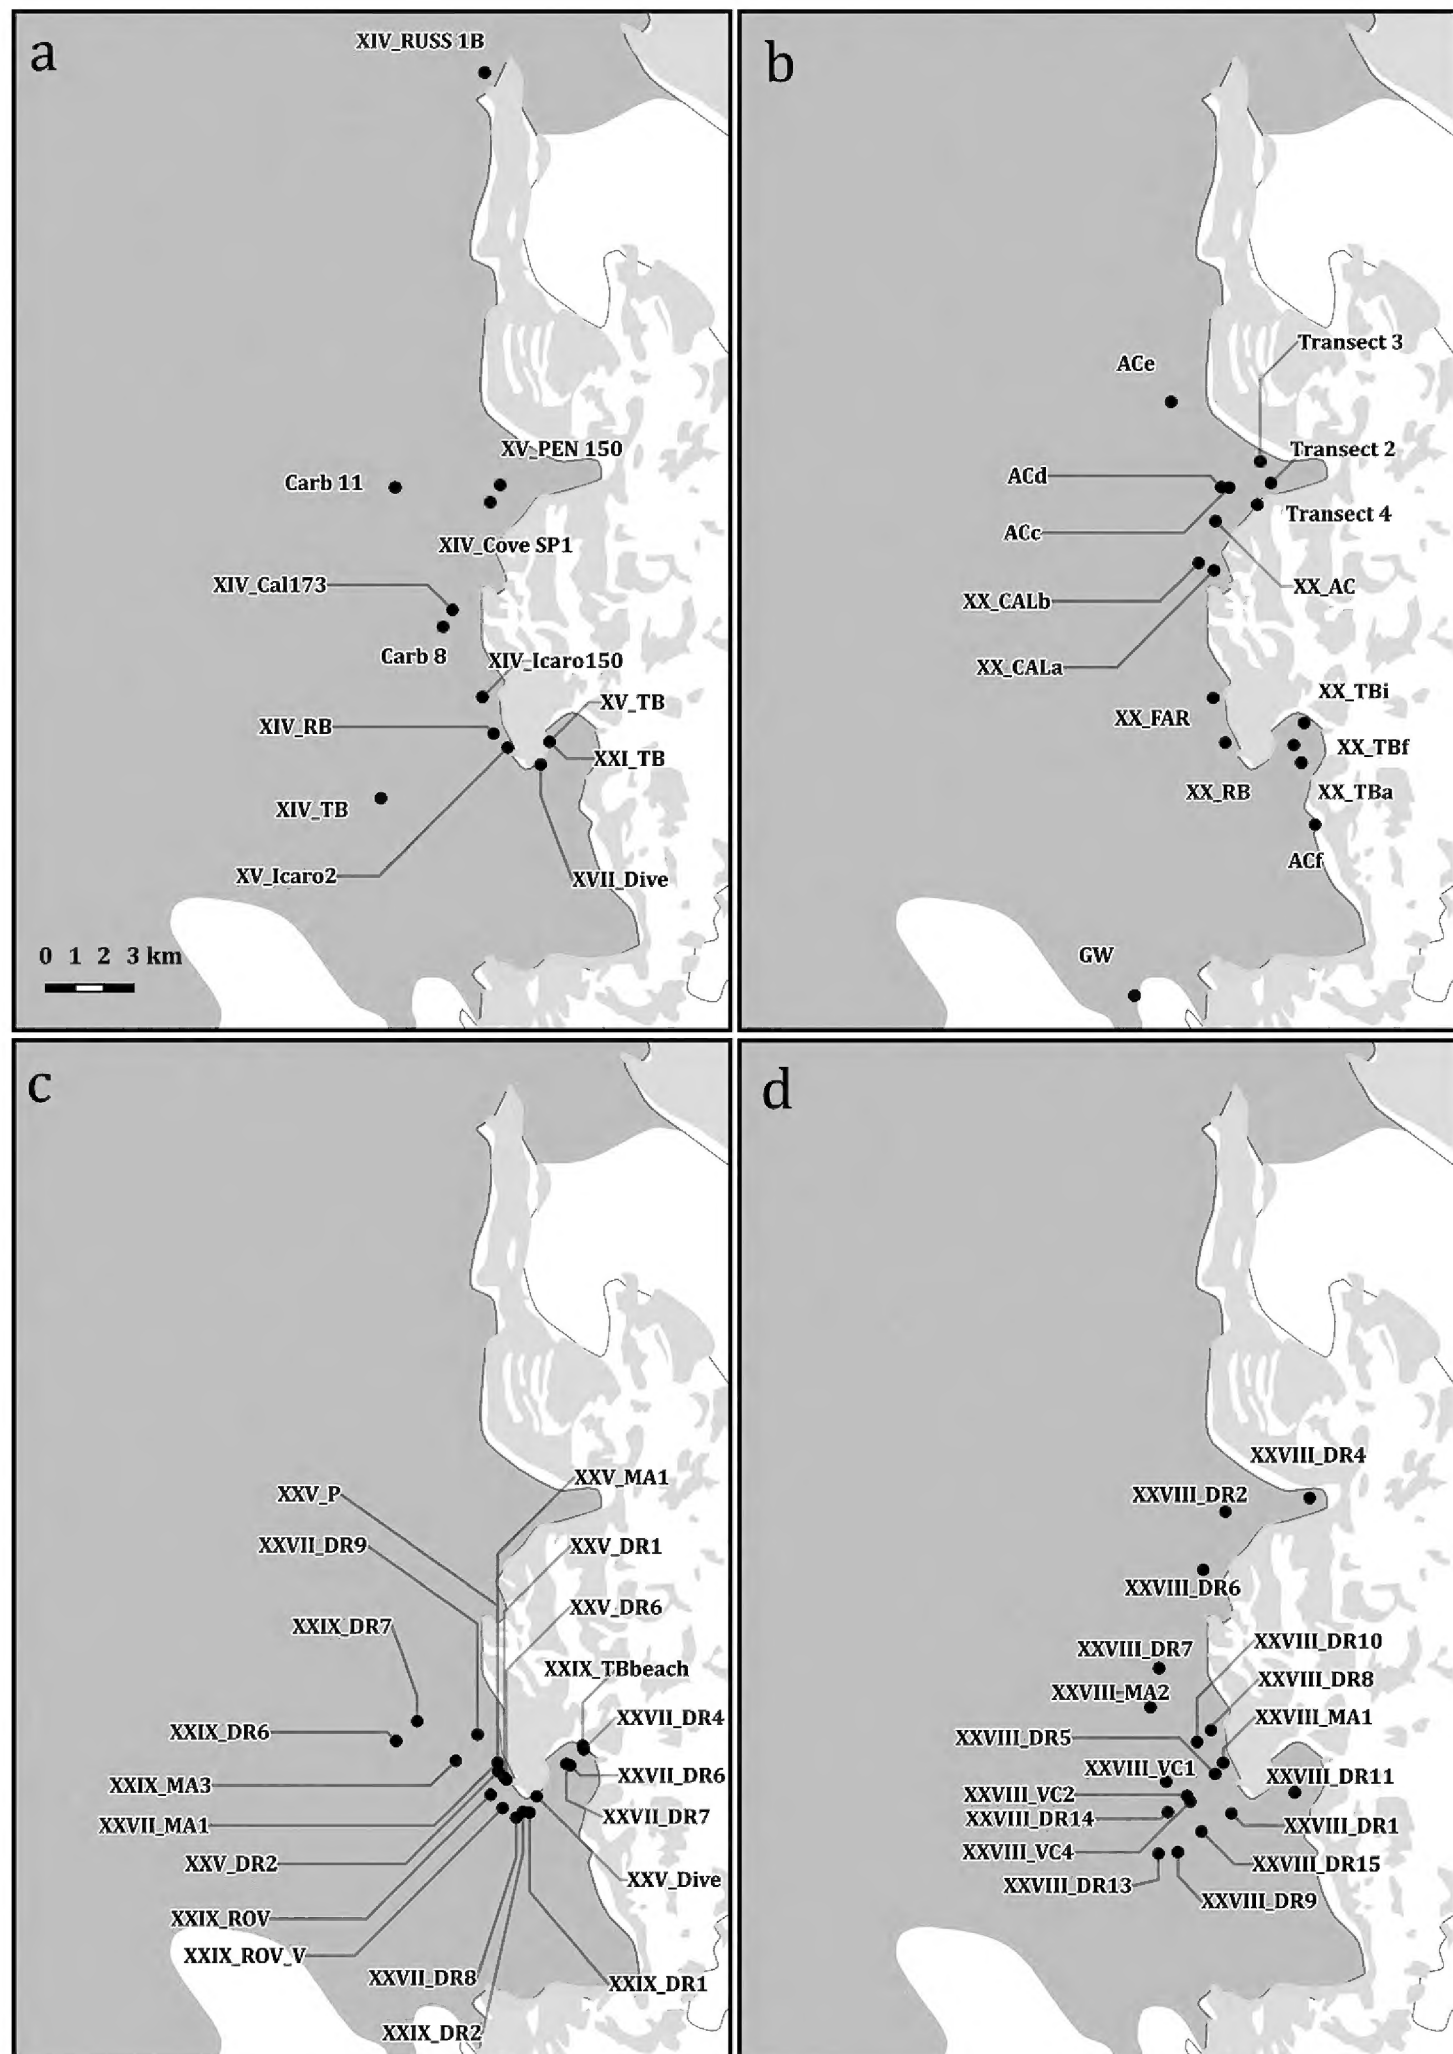 a
XIV_RUSS 1B
XV_PEN 150
Carb 11
XIV_Cove SP1
XIV_Cal173
Carb 8
XIV_Icaro150
XV_TB
XIV_RB
XXI_TB
XIV_TB
XV_Icaro2
XVII_Dive
0 1 2 3 km
b
Transect 3
ACe
Transect 2
ACd
Transect 4
ACc
XX_AC
XX_CALb
XX_CALa
XX_TBi
XX_FAR
XX_TBf
XX_RB
XX_TBa
ACf
GW
c
XXV_MA1
XXV_P
XXVII_DR9
XXV_DR1
XXV_DR6
XXIX_DR7
XXIX_TBbeach
XXVII_DR4
XXIX_DR6
XXVII_DR6
XXIX_MA3
XXVII_DR7
XXVII_MA1
XXV_DR2
XXV_Dive
XXIX_ROV
XXIX_ROV_V
XXVII_DR8
XXIX_DR1
XXIX_DR2
d
XXVIII_DR4
XXVIII_DR2
XXVIII_DR6
XXVIII_DR10
XXVIII_DR7
XXVIII_DR8
XXVIII_MA2
XXVIII_MA1
XXVIII_DR5
XXVIII_VC1
XXVIII_DR11
XXVIII_VC2
XXVIII_DR14
XXVIII_DR1
XXVIII_VC4
XXVIII_DR15
XXVIII_DR13
XXVIII_DR9